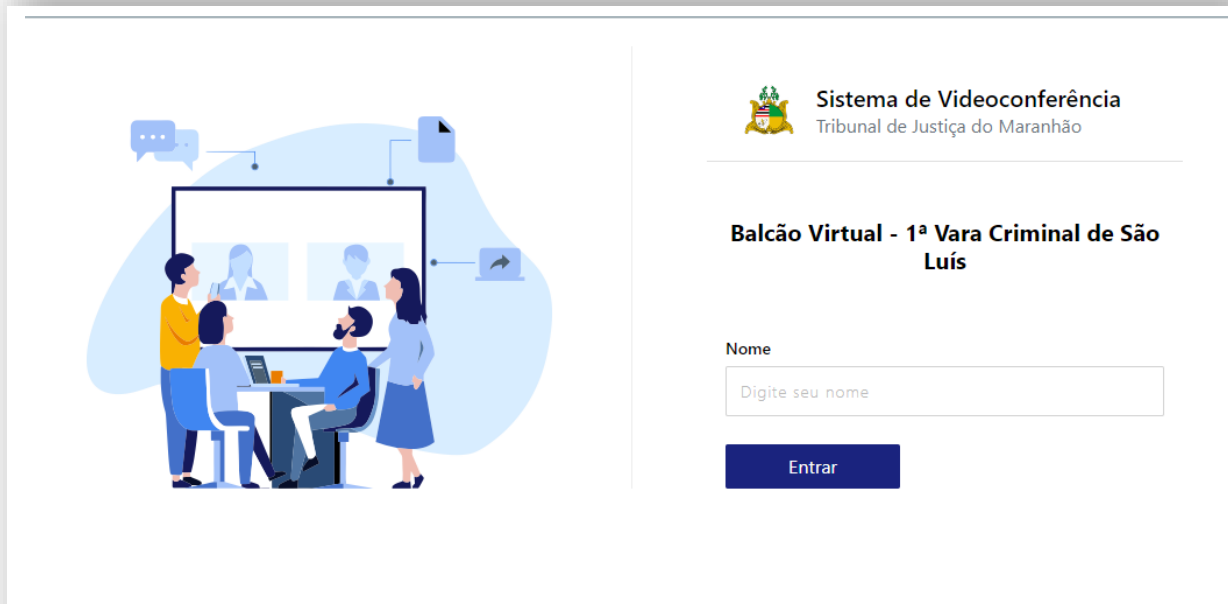 Sistema de Videoconferência
Tribunal de Justiça do Maranhão
Balcão Virtual - 1ª Vara Criminal de São
Luís
Nome
Digite seu nome
Entrar